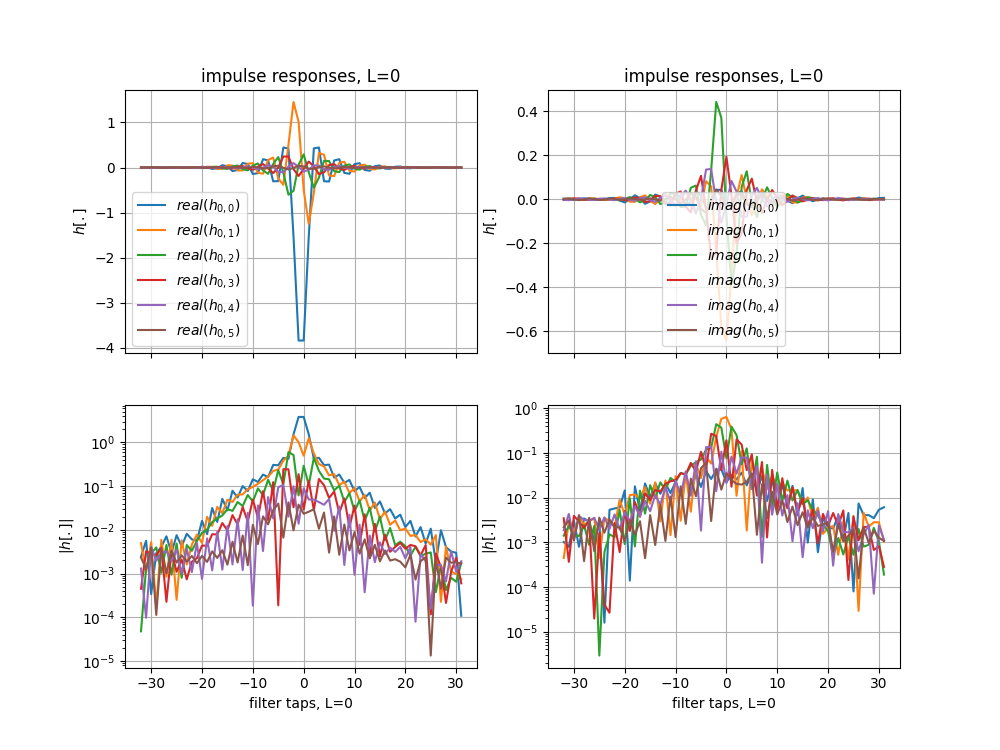 impulse responses, L=0
impulse responses, L=0
h[.]
1
0
−1
−2
−3
−4
real(h0,0)
real(h0,1)
real(h0,2)
real(h0,3)
real(h0,4)
real(h0,5)
h[.]
0.4
0.2
0.0
−0.2
−0.4
−0.6
imag(h0,0)
imag(h0,1)
imag(h0,2)
imag(h0,3)
imag(h0,4)
imag(h0,5)
|h[.]|
10^0
10^−1
10^−2
10^−3
10^−4
10^−5
−30 −20 −10 0 10 20 30
filter taps, L=0
|h[.]|
10^0
10^−1
10^−2
10^−3
10^−4
10^−5
−30 −20 −10 0 10 20 30
filter taps, L=0